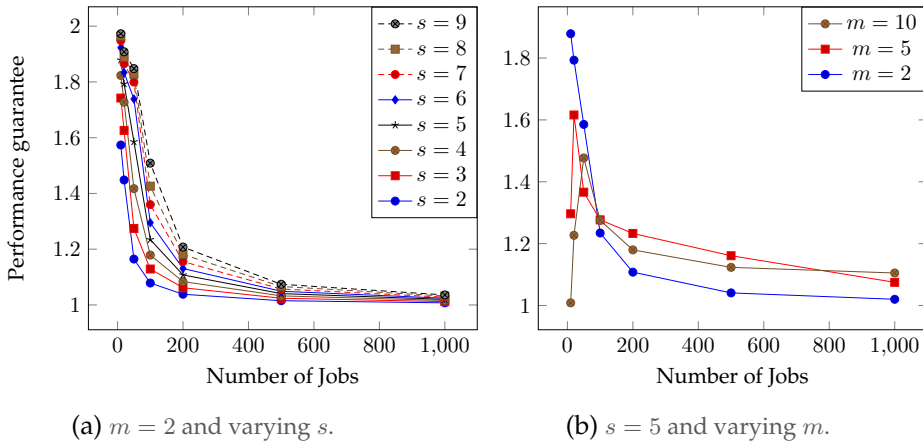 Performance guarantee
2
1.8
1.6
1.4
1.2
1
0 200 400 600 800 1,000
Number of Jobs
s = 9
s = 8
s = 7
s = 6
s = 5
s = 4
s = 3
s = 2
(a) m = 2 and varying s.
1.8
1.6
1.4
1.2
1
0 200 400 600 800 1,000
Number of Jobs
m = 10
m = 5
m = 2
(b) s = 5 and varying m.